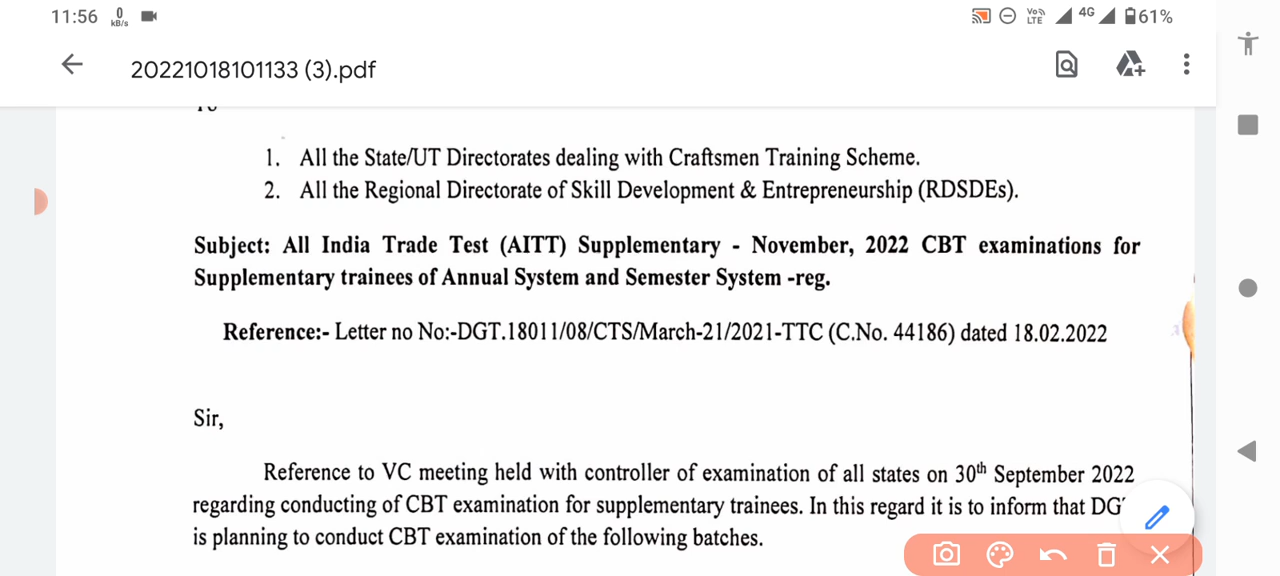 11:56 0 kB/s Vo)) LTE 4G 61%
20221018101133 (3).pdf
1. All the State/UT Directorates dealing with Craftsmen Training Scheme.
2. All the Regional Directorate of Skill Development & Entrepreneurship (RDSDEs).
Subject: All India Trade Test (AITT) Supplementary - November, 2022 CBT examinations for
Supplementary trainees of Annual System and Semester System -reg.
Reference:- Letter no No:-DGT.18011/08/CTS/March-21/2021-TTC (C.No. 44186) dated 18.02.2022
Sir,
Reference to VC meeting held with controller of examination of all states on 30th September 2022
regarding conducting of CBT examination for supplementary trainees. In this regard it is to inform that
is planning to conduct CBT examination of the following batches.